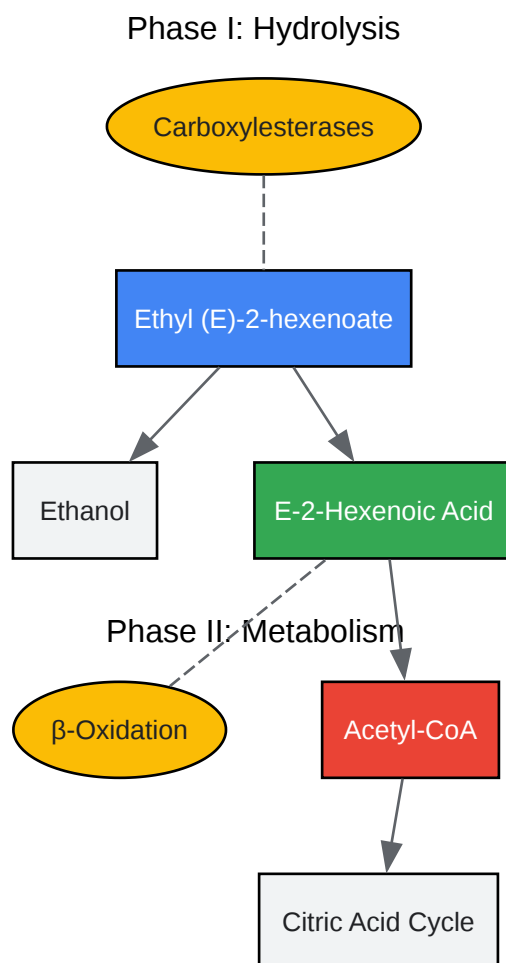 Phase I: Hydrolysis
Carboxylesterases
Ethyl (E)-2-hexenoate
Ethanol
E-2-Hexenoic Acid
Phase II: Metabolism
β-Oxidation
Acetyl-CoA
Citric Acid Cycle